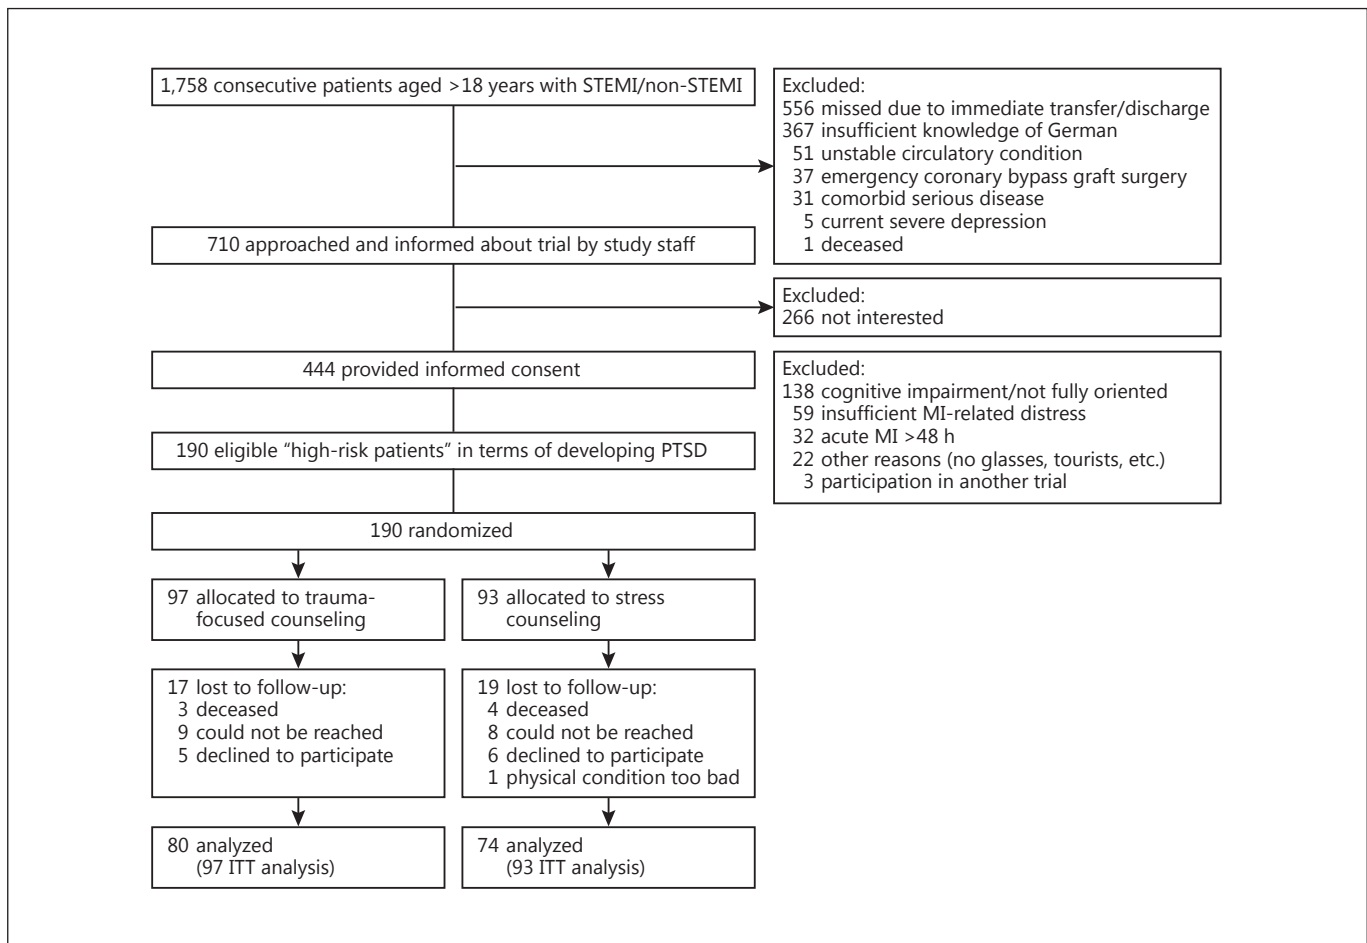 1,758 consecutive patients aged >18 years with STEMI/non-STEMI
Excluded:
556 missed due to immediate transfer/discharge
367 insufficient knowledge of German
51 unstable circulatory condition
37 emergency coronary bypass graft surgery
31 comorbid serious disease
5 current severe depression
1 deceased
710 approached and informed about trial by study staff
Excluded:
266 not interested
444 provided informed consent
Excluded:
138 cognitive impairment/not fully oriented
59 insufficient MI-related distress
32 acute MI >48 h
22 other reasons (no glasses, tourists, etc.)
3 participation in another trial
190 eligible “high-risk patients” in terms of developing PTSD
190 randomized
97 allocated to trauma-
focused counseling
93 allocated to stress
counseling
17 lost to follow-up:
3 deceased
9 could not be reached
5 declined to participate
19 lost to follow-up:
4 deceased
8 could not be reached
6 declined to participate
1 physical condition too bad
80 analyzed
(97 ITT analysis)
74 analyzed
(93 ITT analysis)